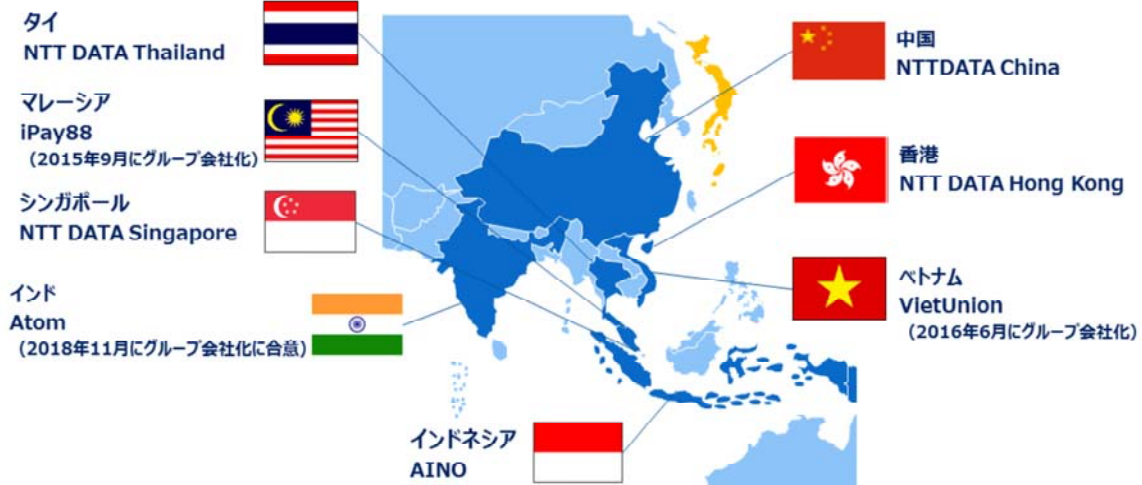 タイ
NTT DATA Thailand
マレーシア
iPay88
（2015年9月にグループ会社化）
シンガポール
NTT DATA Singapore
インド
Atom
（2018年11月にグループ会社化に合意）
インドネシア
AINO
中国
NTTDATA China
香港
NTT DATA Hong Kong
ベトナム
VietUnion
（2016年6月にグループ会社化）